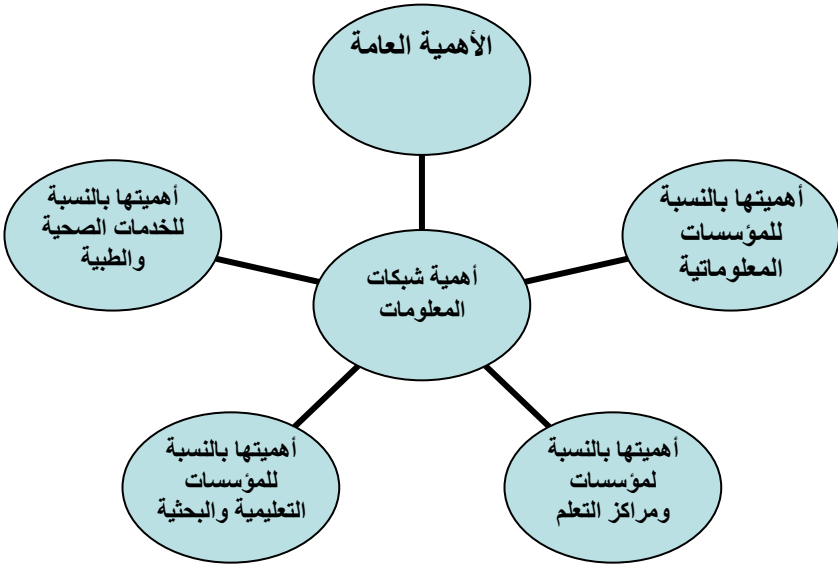 الأهمية العامة
أهميتها بالنسبة
للمؤسسات
المعلوماتية
أهميتها بالنسبة
للخدمات الصحية
والطبية
أهمية شبكات
المعلومات
أهميتها بالنسبة
لمؤسسات
ومراكز التعلم
أهميتها بالنسبة
للمؤسسات
التعليمية والبحثية